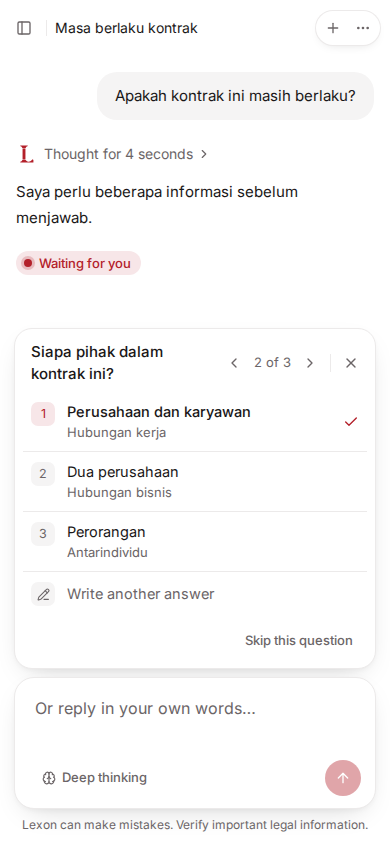 Masa berlaku kontrak
Apakah kontrak ini masih berlaku?
L Thought for 4 seconds
Saya perlu beberapa informasi sebelum
menjawab.
Waiting for you
Siapa pihak dalam
kontrak ini?
2 of 3
1 Perusahaan dan karyawan
Hubungan kerja
2 Dua perusahaan
Hubungan bisnis
3 Perorangan
Antarindividu
Write another answer
Skip this question
Or reply in your own words...
Deep thinking
Lexon can make mistakes. Verify important legal information.